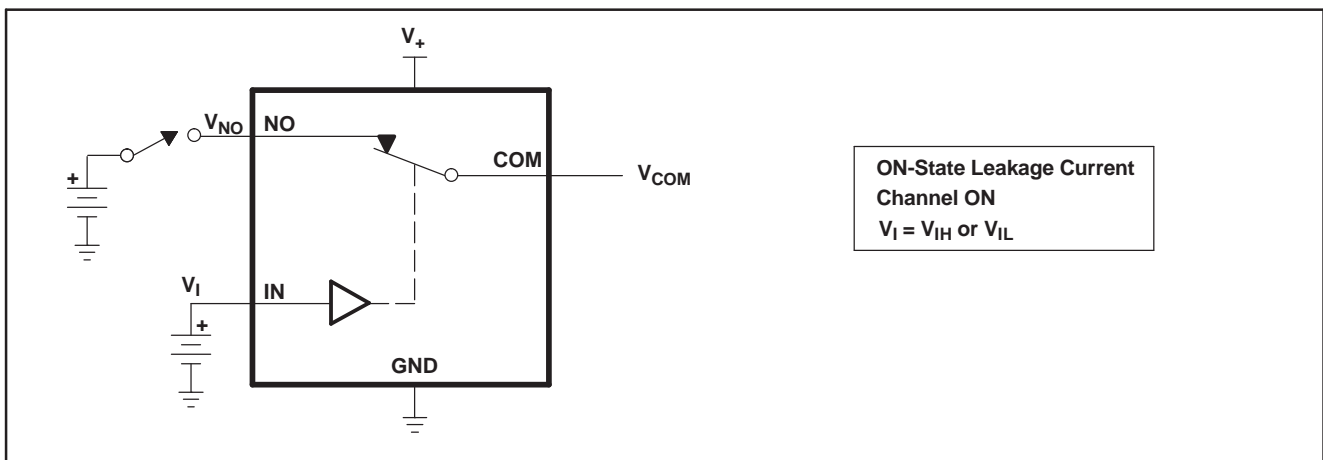 V+
VNO
NO
+
COM
VCOM
ON-State Leakage Current
Channel ON
VI = VIH or VIL
VI
IN
+
GND